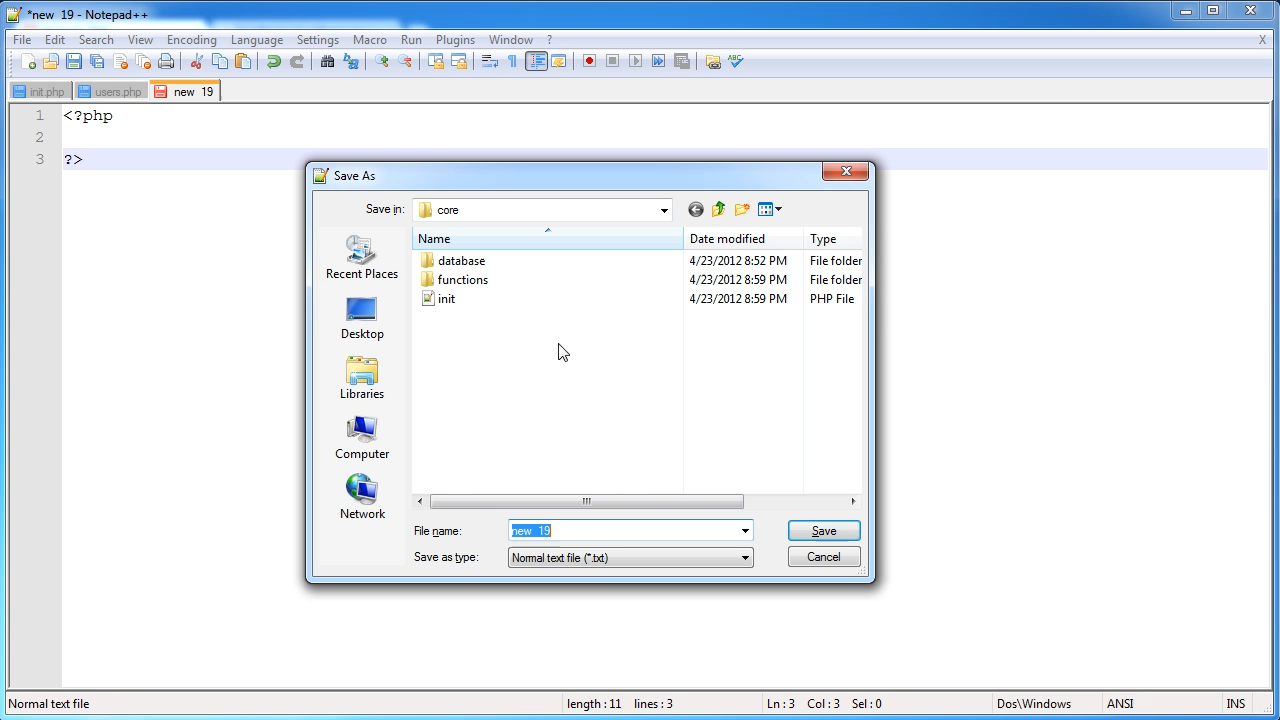 *new  19 - Notepad++
File Edit Search View Encoding Language Settings Macro Run Plugins Window ? X
init.php users.php new  19
1 <?php
2
3 ?>
Save As
Save in: core
Name Date modified Type
database 4/23/2012 8:52 PM File folder
functions 4/23/2012 8:59 PM File folder
init 4/23/2012 8:59 PM PHP File
Recent Places
Desktop
Libraries
Computer
Network
File name: new  19 Save
Save as type: Normal text file (*.txt) Cancel
Normal text file length : 11 lines : 3 Ln : 3 Col : 3 Sel : 0 Dos\Windows ANSI INS